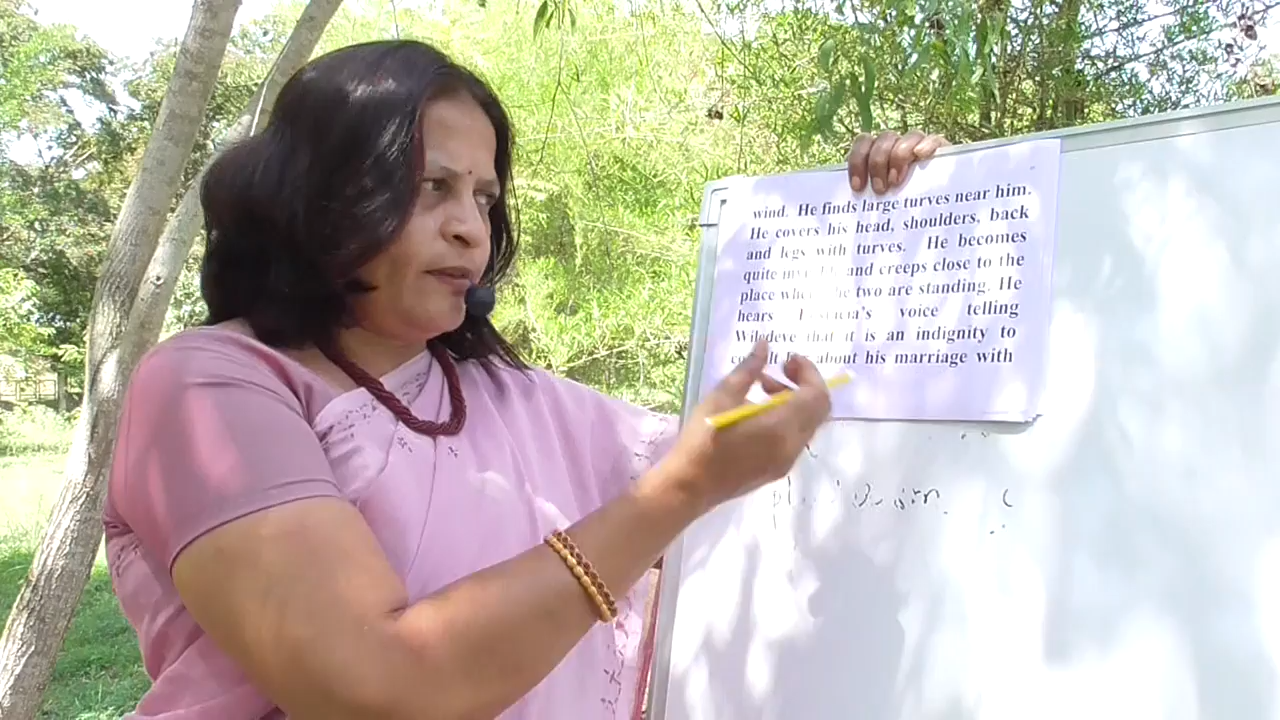 wind. He finds large turves near him.
He covers his head, shoulders, back
and legs with turves. He becomes
quite and creeps close to the
place two are standing. He
hears voice telling
Wildeve that it is an indignity to
about his marriage with